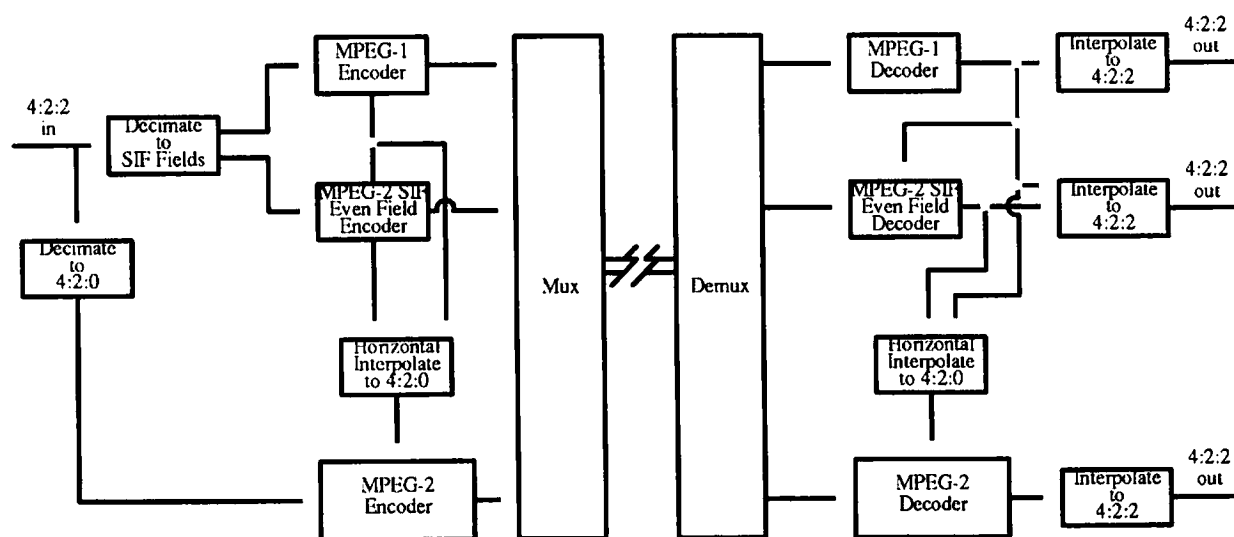 4:2:2
in
Decimate
to
SIF Fields
Decimate
to
4:2:0
MPEG-1
Encoder
MPEG-2 SIF
Even Field
Encoder
Horizontal
Interpolate
to 4:2:0
MPEG-2
Encoder
Mux
Demux
MPEG-1
Decoder
MPEG-2 SIF
Even Field
Decoder
Horizontal
Interpolate
to 4:2:0
MPEG-2
Decoder
Interpolate
to
4:2:2
4:2:2
out
Interpolate
to
4:2:2
4:2:2
out
Interpolate
to
4:2:2
4:2:2
out